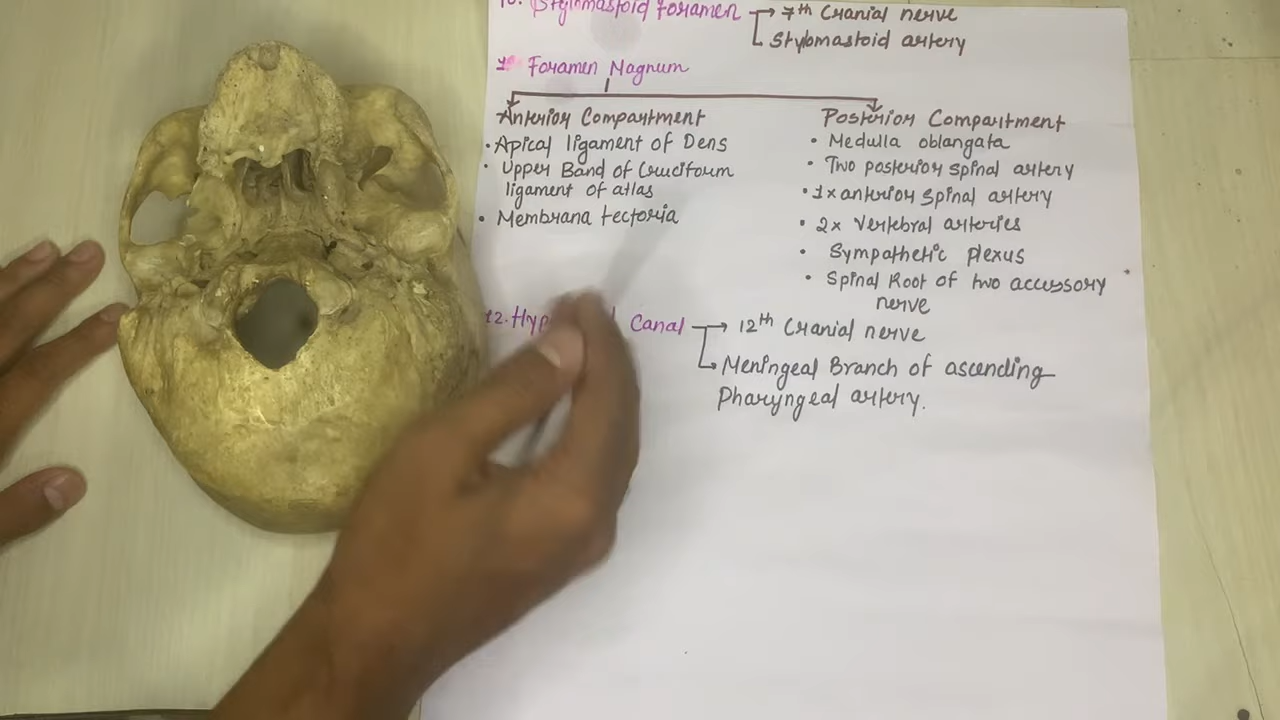 Stylomastoid foramen → 7th Cranial nerve
Stylomastoid artery
Foramen Magnum
Anterior Compartment
• Apical ligament of Dens
• Upper Band of Cruciform
ligament of atlas
• Membrana tectoria
Posterior Compartment
• Medulla oblangata
• Two posterior spinal artery
• 1x anterior spinal artery
• 2x Vertebral arteries
• Sympathetic plexus
• Spinal Root of two accessory
nerve
12. Canal → 12th Cranial nerve
Meningeal Branch of ascending
Pharyngeal artery.